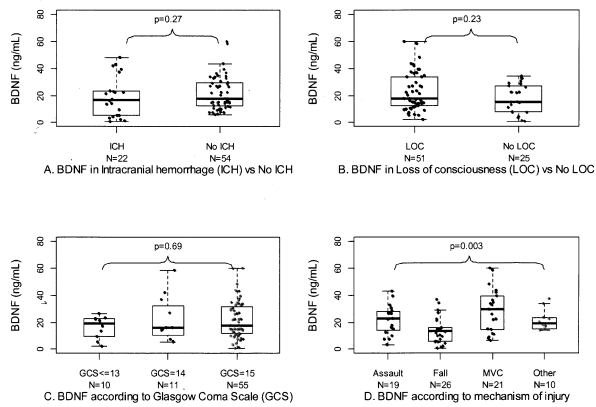 p=0.27
BDNF (ng/mL)
80
60
40
20
0
ICH
No ICH
N=22
N=54
A. BDNF in Intracranial hemorrhage (ICH) vs No ICH
p=0.23
BDNF (ng/mL)
80
60
40
20
0
LOC
No LOC
N=51
N=25
B. BDNF in Loss of consciousness (LOC) vs No LOC
p=0.69
BDNF (ng/mL)
80
60
40
20
0
GCS<=13
GCS=14
GCS=15
N=10
N=11
N=55
C. BDNF according to Glasgow Coma Scale (GCS)
p=0.003
BDNF (ng/mL)
80
60
40
20
0
Assault
Fall
MVC
Other
N=19
N=26
N=21
N=10
D. BDNF according to mechanism of injury